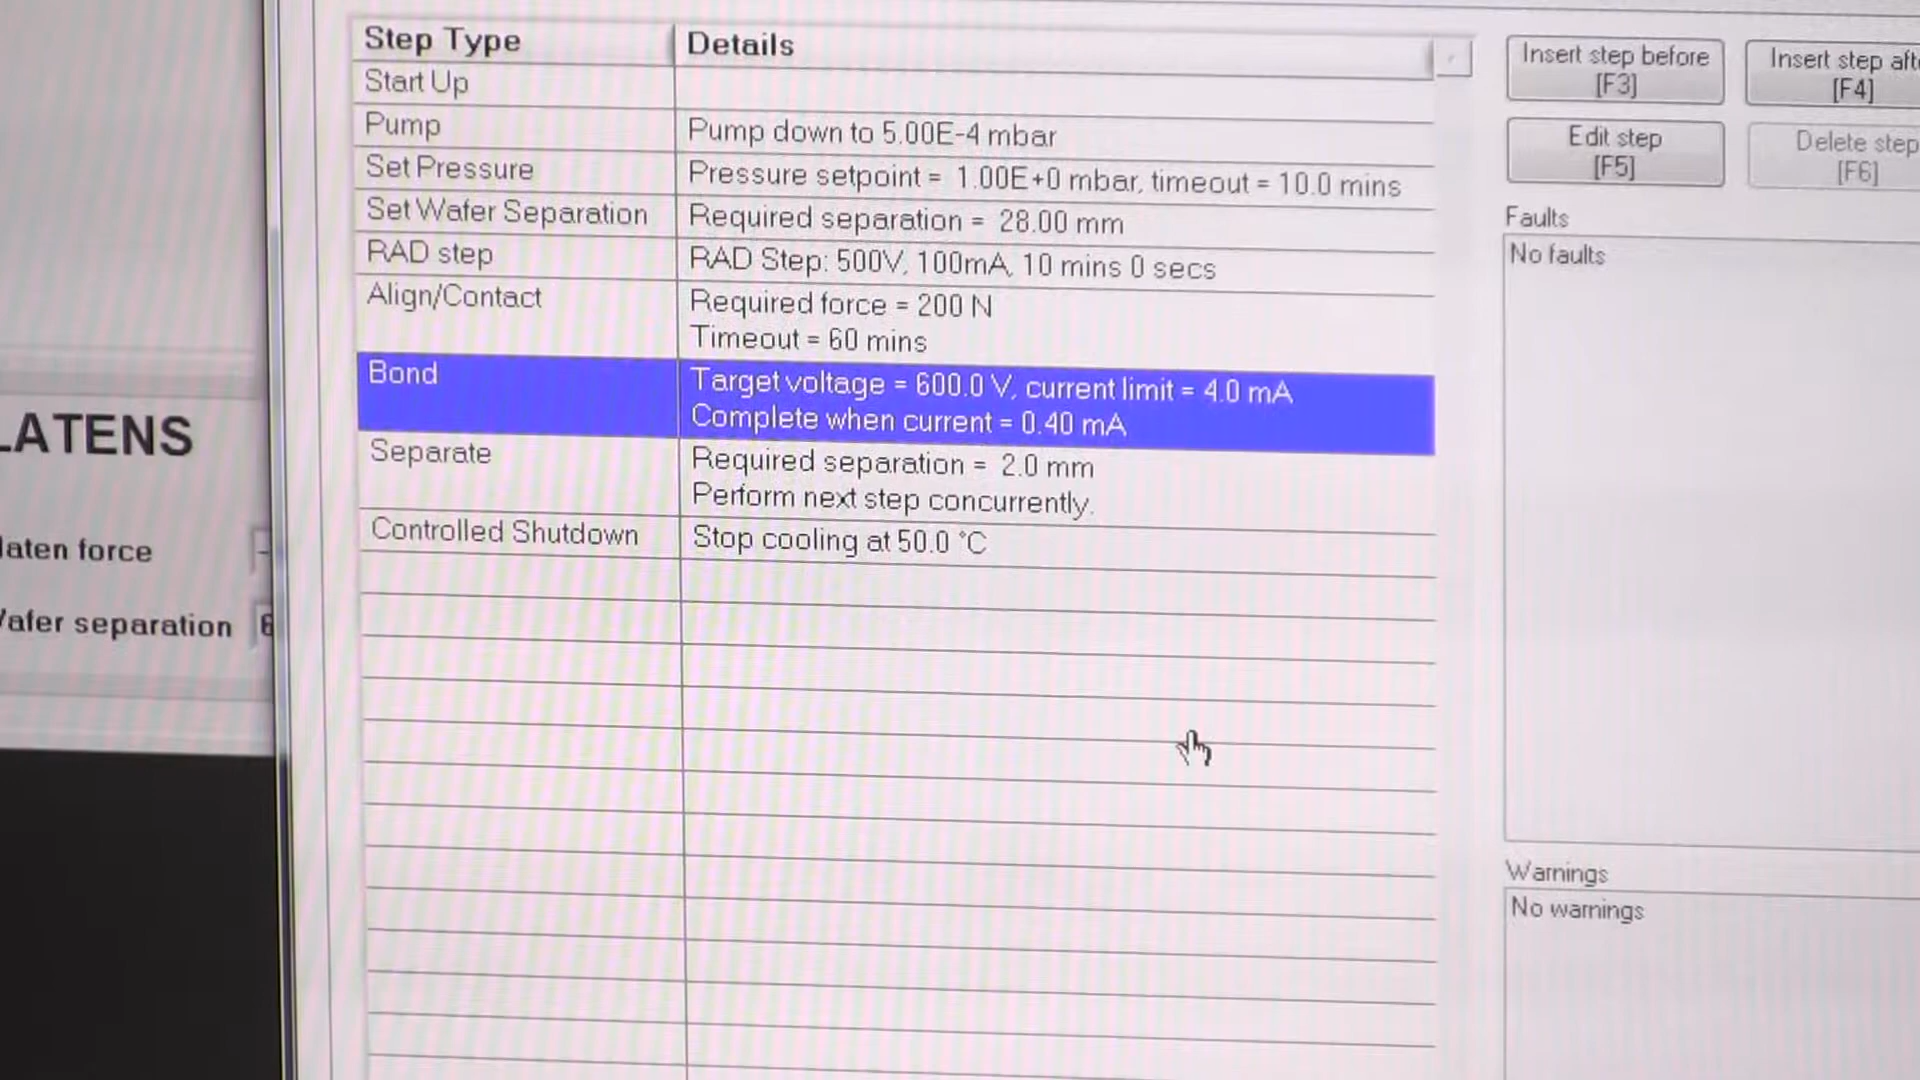 Step Type Details
Start Up
Pump Pump down to 5.00E-4 mbar
Set Pressure Pressure setpoint = 1.00E+0 mbar, timeout = 10.0 mins
Set Wafer Separation Required separation = 28.00 mm
RAD step RAD Step: 500V, 100mA, 10 mins 0 secs
Align/Contact Required force = 200 N
Timeout = 60 mins
Bond Target voltage = 600.0 V, current limit = 4.0 mA
Complete when current = 0.40 mA
Separate Required separation = 2.0 mm
Perform next step concurrently.
Controlled Shutdown Stop cooling at 50.0 °C
Insert step before
[F3]
Insert step aft
[F4]
Edit step
[F5]
Delete step
[F6]
Faults
No faults
Warnings
No warnings
LATENS
laten force
afer separation